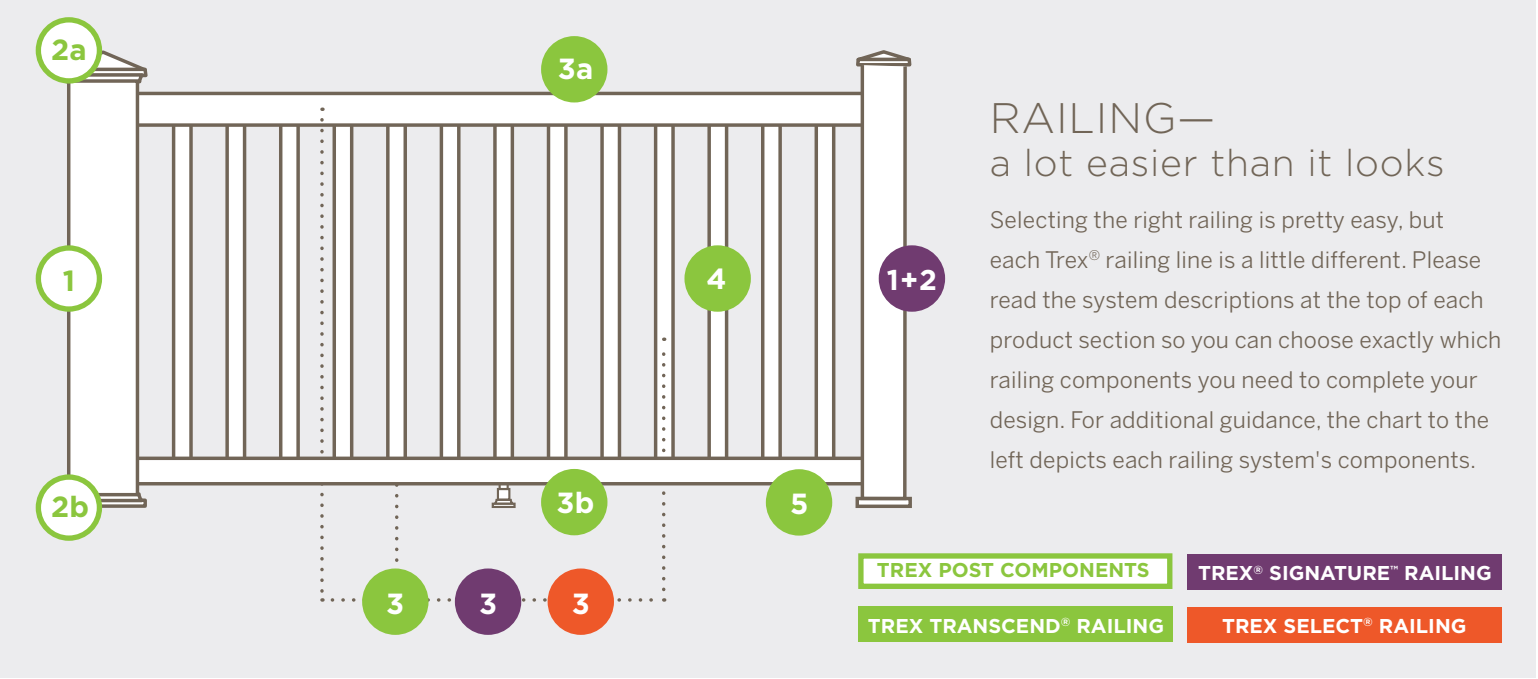 2a
3a
1
4
1+2
2b
3b
5
3
3
3
RAILING—
a lot easier than it looks
Selecting the right railing is pretty easy, but
each Trex® railing line is a little different. Please
read the system descriptions at the top of each
product section so you can choose exactly which
railing components you need to complete your
design. For additional guidance, the chart to the
left depicts each railing system's components.
TREX POST COMPONENTS
TREX® SIGNATURE™ RAILING
TREX TRANSCEND® RAILING
TREX SELECT® RAILING